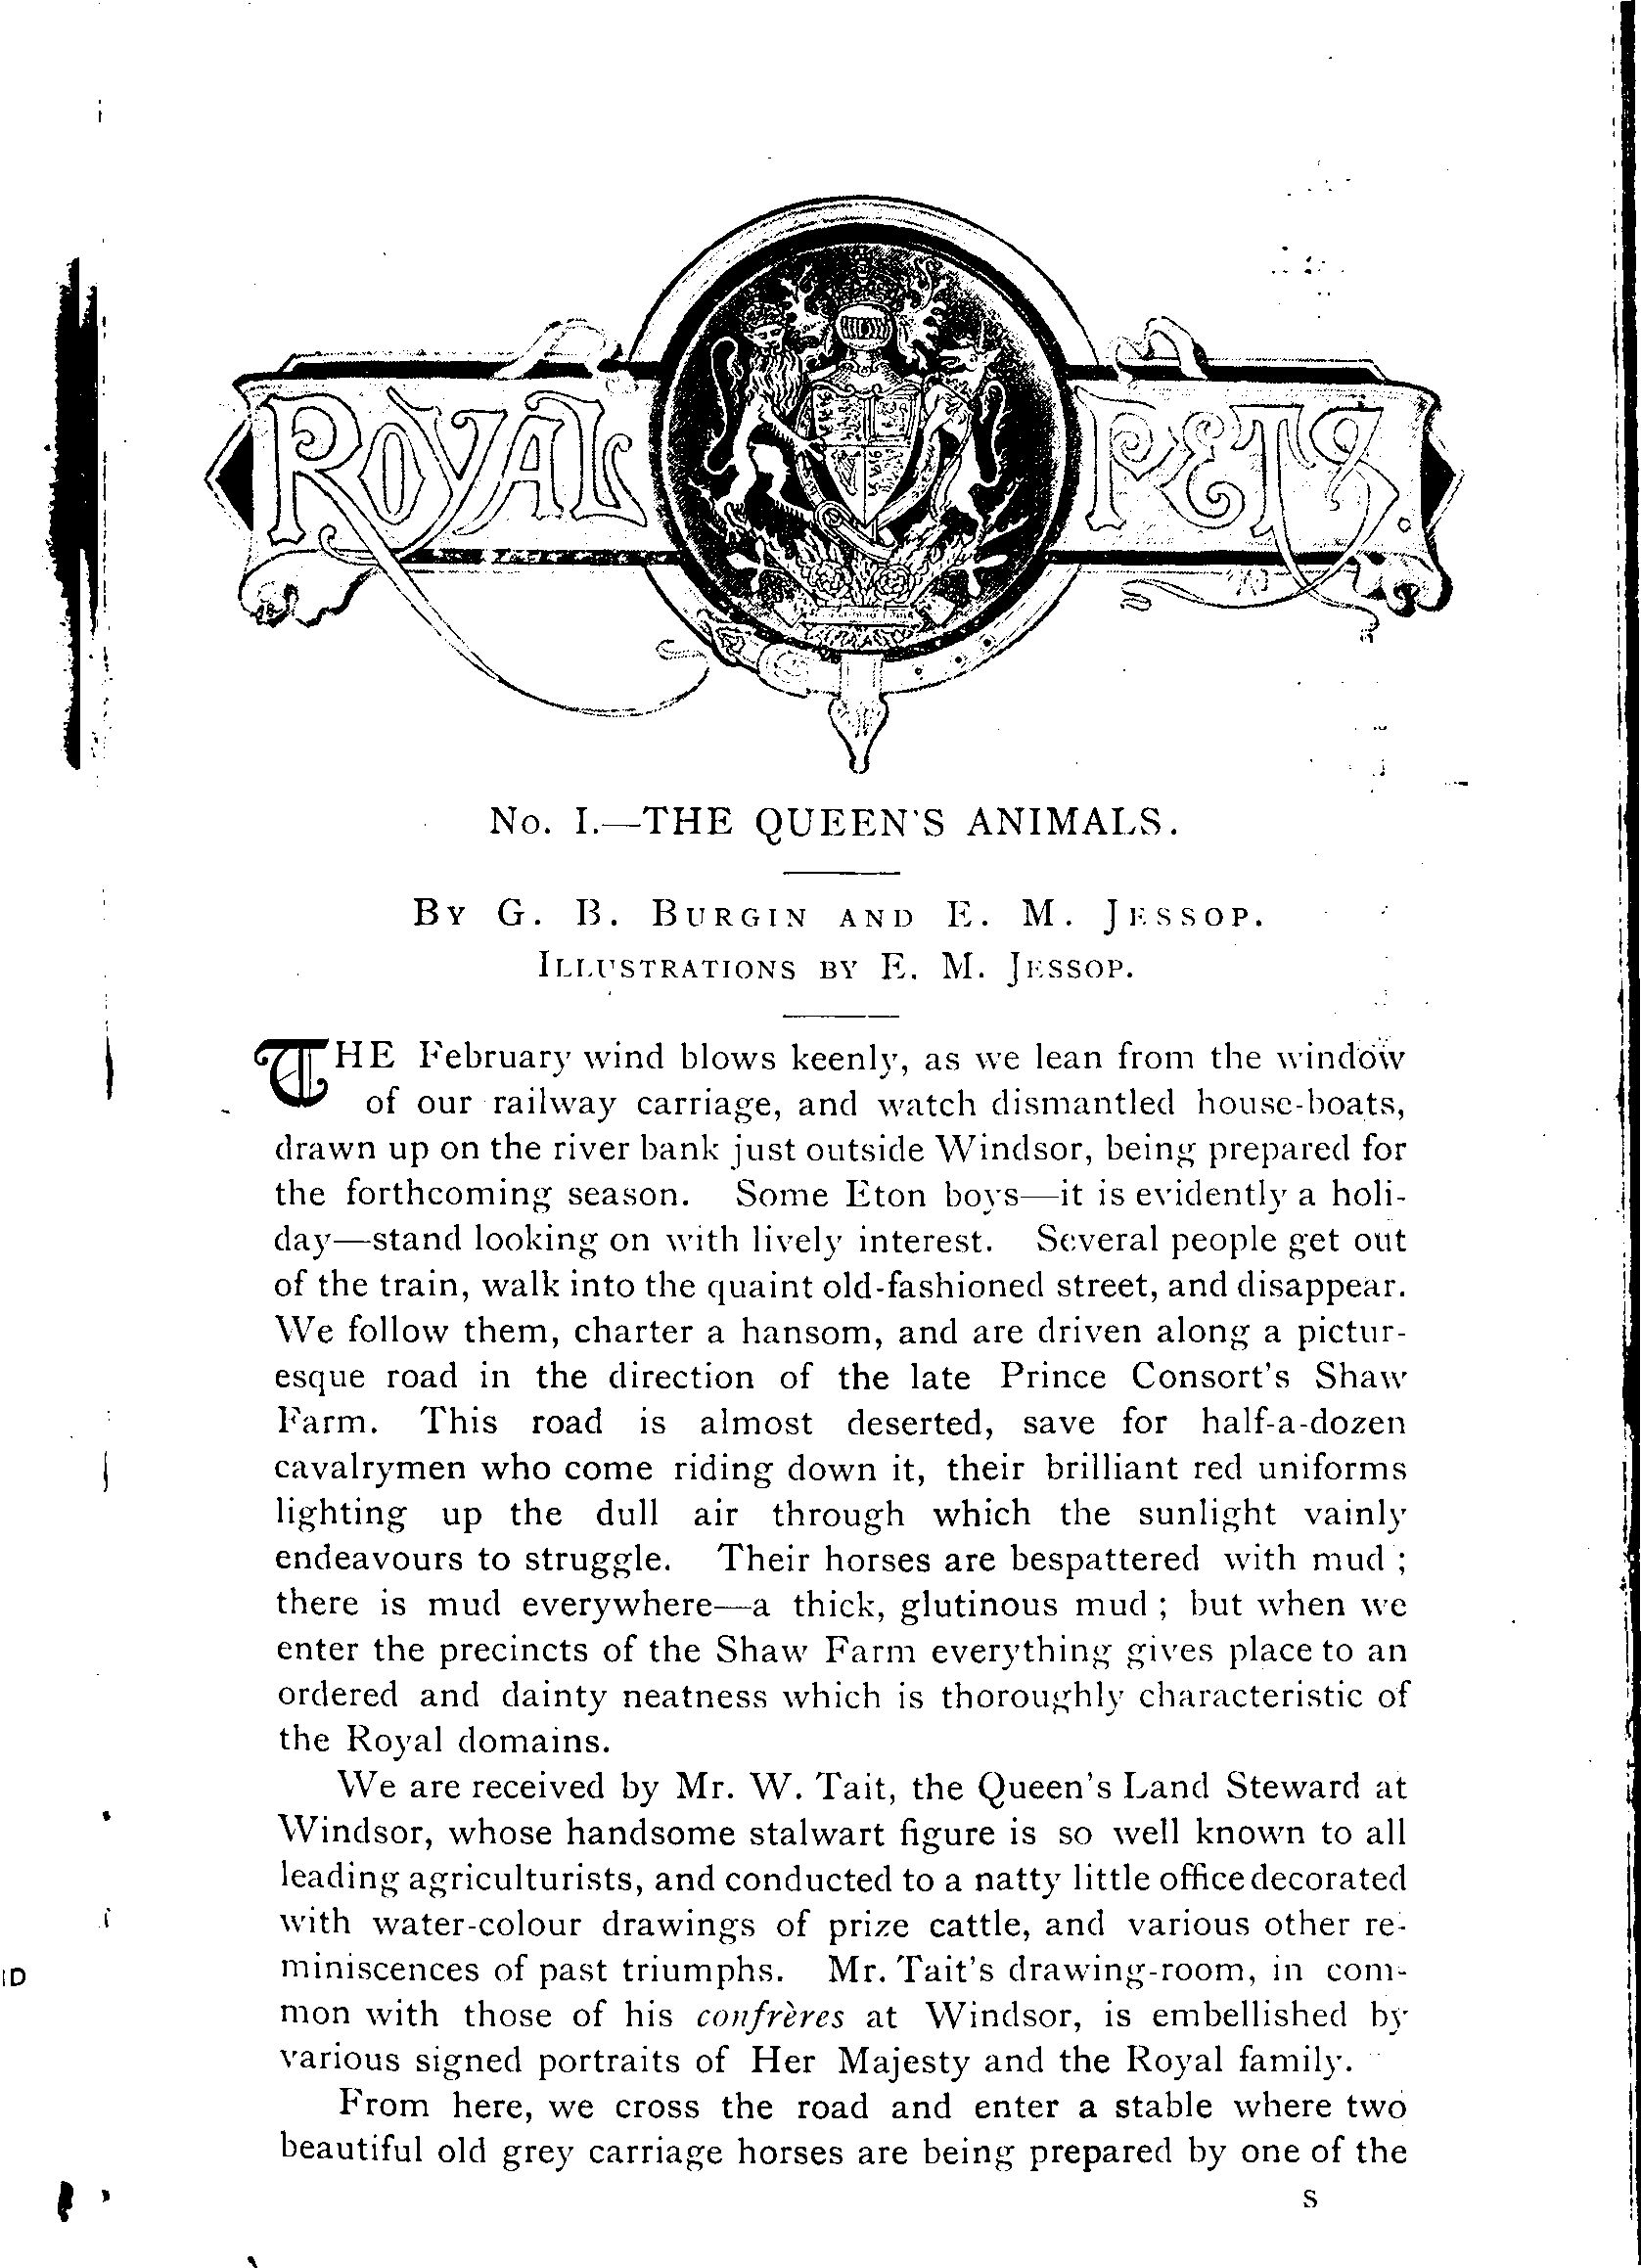 ROYAL PETS.
No. I.—THE QUEEN'S ANIMALS.
BY G. B. BURGIN AND E. M. JESSOP.
ILLUSTRATIONS BY E. M. JESSOP.
THE February wind blows keenly, as we lean from the window
of our railway carriage, and watch dismantled house-boats,
drawn up on the river bank just outside Windsor, being prepared for
the forthcoming season. Some Eton boys—it is evidently a holi-
day—stand looking on with lively interest. Several people get out
of the train, walk into the quaint old-fashioned street, and disappear.
We follow them, charter a hansom, and are driven along a pictur-
esque road in the direction of the late Prince Consort's Shaw
Farm. This road is almost deserted, save for half-a-dozen
cavalrymen who come riding down it, their brilliant red uniforms
lighting up the dull air through which the sunlight vainly
endeavours to struggle. Their horses are bespattered with mud ;
there is mud everywhere—a thick, glutinous mud ; but when we
enter the precincts of the Shaw Farm everything gives place to an
ordered and dainty neatness which is thoroughly characteristic of
the Royal domains.
We are received by Mr. W. Tait, the Queen's Land Steward at
Windsor, whose handsome stalwart figure is so well known to all
leading agriculturists, and conducted to a natty little office decorated
with water-colour drawings of prize cattle, and various other re-
miniscences of past triumphs. Mr. Tait's drawing-room, in com-
mon with those of his confrères at Windsor, is embellished by
various signed portraits of Her Majesty and the Royal family.
From here, we cross the road and enter a stable where two
beautiful old grey carriage horses are being prepared by one of the
S